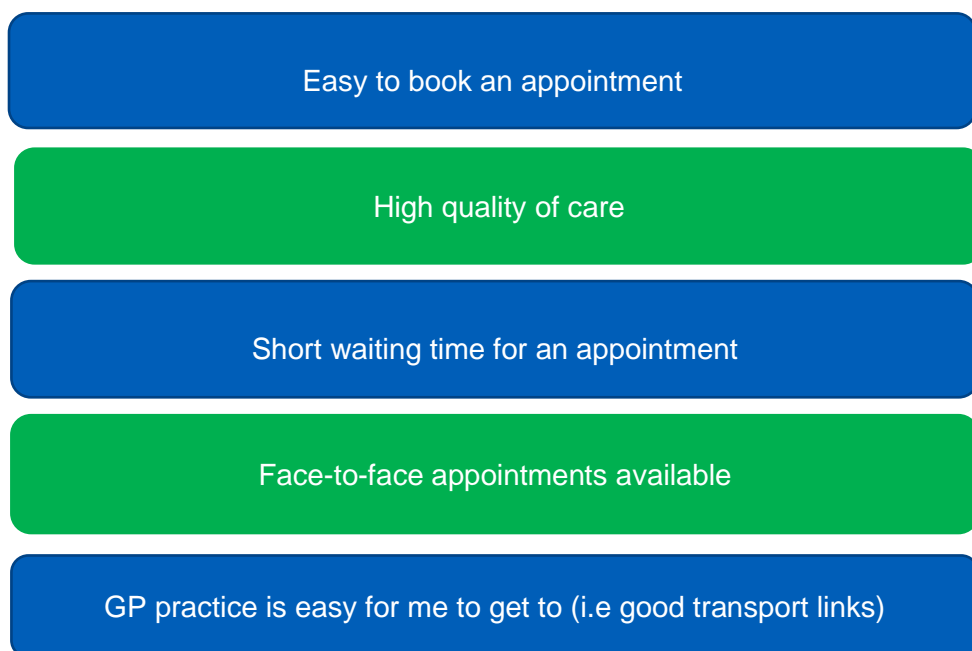 Easy to book an appointment
High quality of care
Short waiting time for an appointment
Face-to-face appointments available
GP practice is easy for me to get to (i.e good transport links)